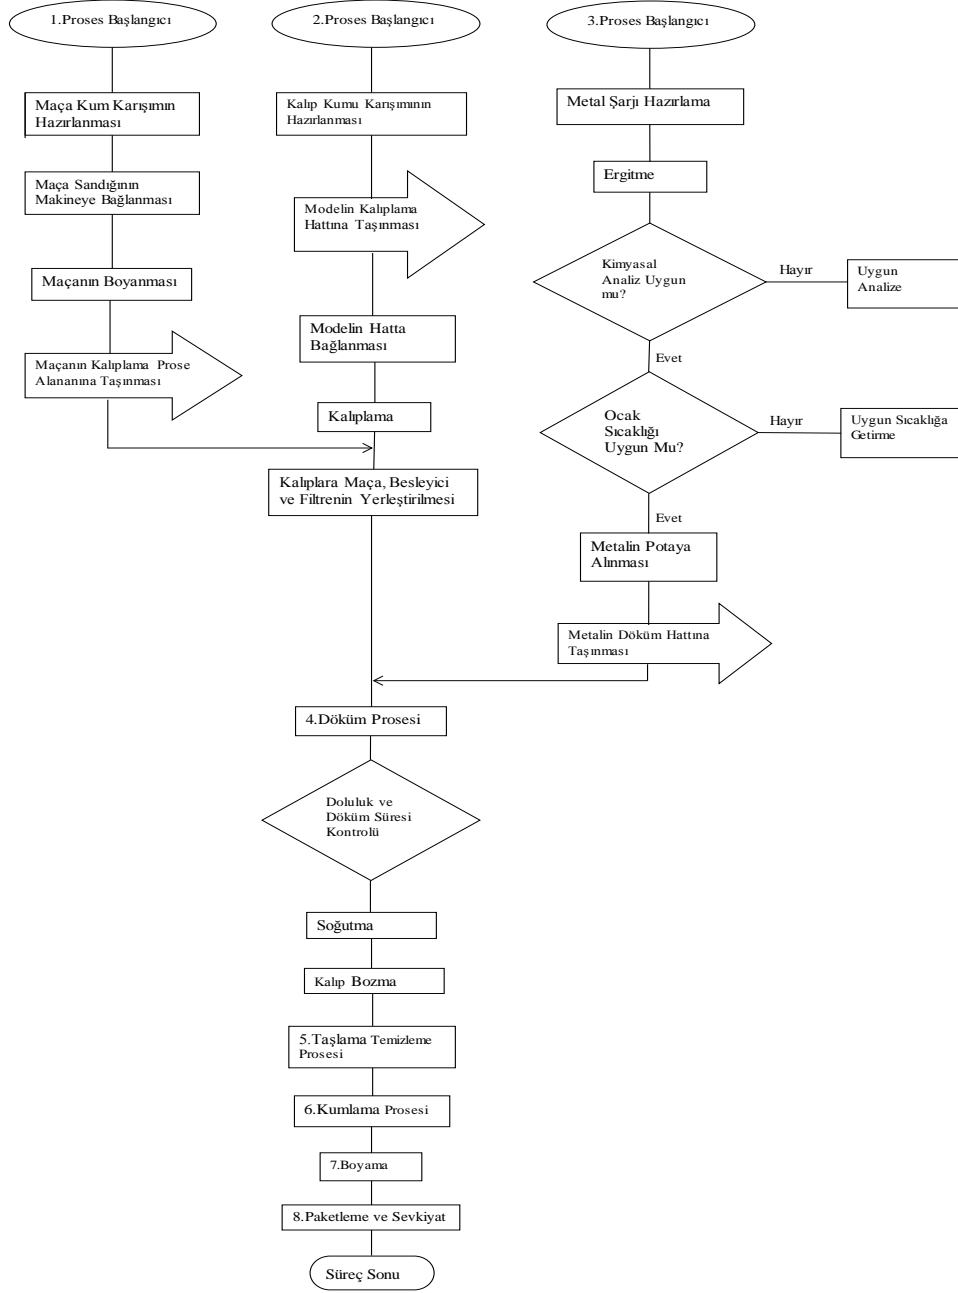 1.Proses Başlangıcı
Maça Kum Karışımın
Hazırlanması
Maça Sandığının
Makineye Bağlanması
Maçanın Boyanması
Maçanın Kalıplama Prose
Alananına Taşınması
2.Proses Başlangıcı
Kalıp Kumu Karışımının
Hazırlanması
Modelin Kalıplama
Hattına Taşınması
Modelin Hatta
Bağlanması
Kalıplama
Kalıplara Maça, Besleyici
ve Filtrenin Yerleştirilmesi
3.Proses Başlangıcı
Metal Şarjı Hazırlama
Ergitme
Kimyasal
Analiz Uygun
mu?
Hayır
Uygun
Analize
Evet
Ocak
Sıcaklığı
Uygun Mu?
Hayır
Uygun Sıcaklığa
Getirme
Evet
Metalin Potaya
Alınması
Metalin Döküm Hattına
Taşınması
4.Döküm Prosesi
Doluluk ve
Döküm Süresi
Kontrolü
Soğutma
Kalıp Bozma
5.Taşlama Temizleme
Prosesi
6.Kumlama Prosesi
7.Boyama
8.Paketleme ve Sevkiyat
Süreç Sonu